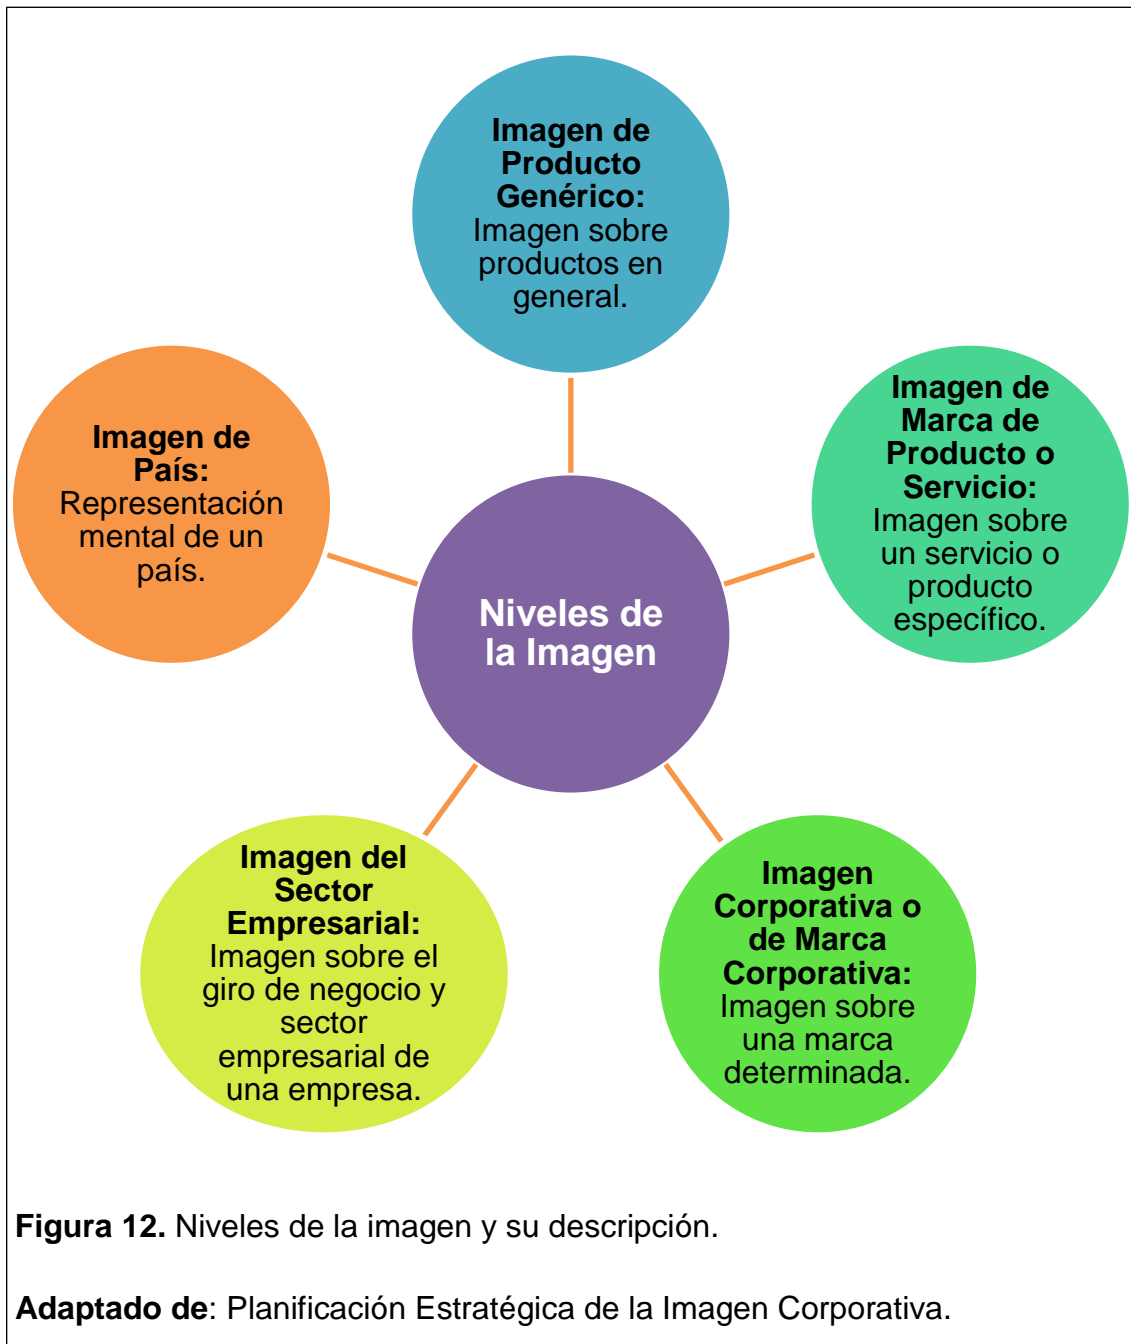 Imagen de
Producto
Genérico:
Imagen sobre
productos en
general.
Imagen de
Marca de
Producto o
Servicio:
Imagen sobre
un servicio o
producto
específico.
Imagen
Corporativa o
de Marca
Corporativa:
Imagen sobre
una marca
determinada.
Imagen del
Sector
Empresarial:
Imagen sobre el
giro de negocio y
sector
empresarial de
una empresa.
Imagen de
País:
Representación
mental de un
país.
Niveles de
la Imagen
Figura 12. Niveles de la imagen y su descripción.
Adaptado de: Planificación Estratégica de la Imagen Corporativa.